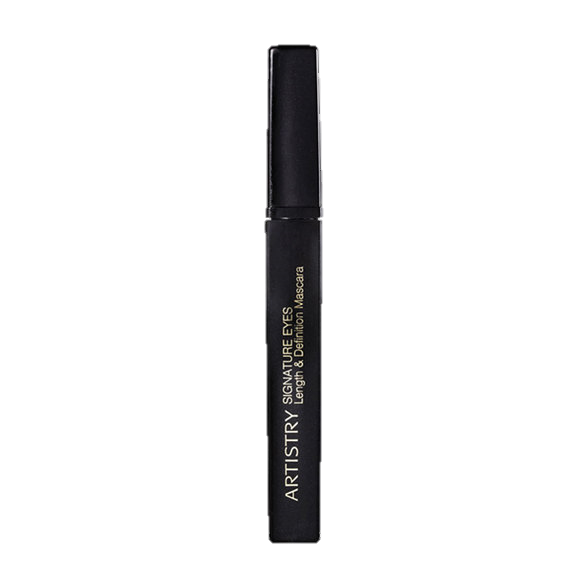 ARTISTRY
SIGNATURE EYES
Length & Definition Mascara